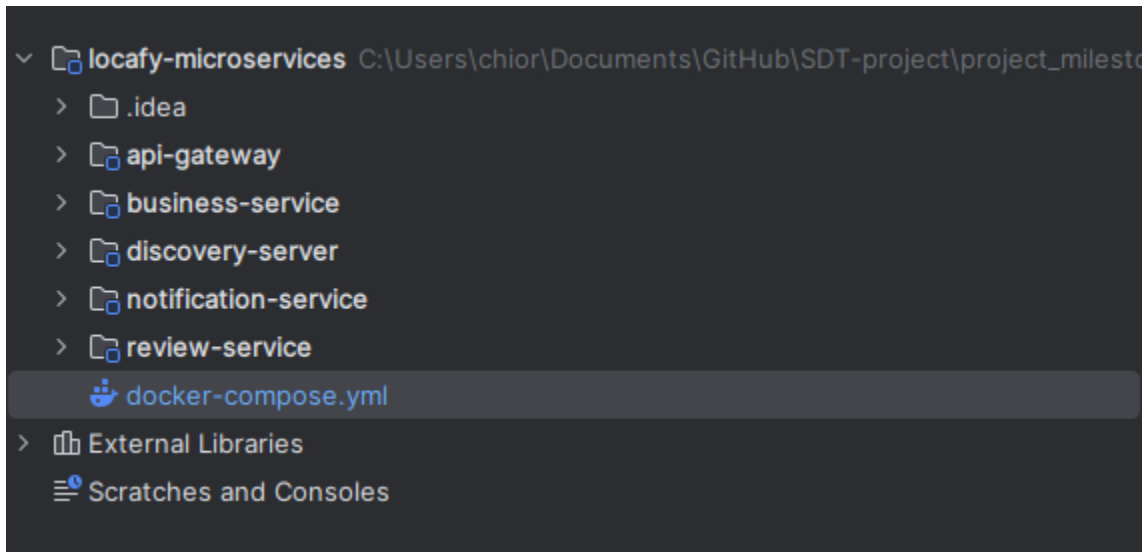 locafy-microservices C:\Users\chior\Documents\GitHub\SDT-project\project_milesto
.idea
api-gateway
business-service
discovery-server
notification-service
review-service
docker-compose.yml
External Libraries
Scratches and Consoles